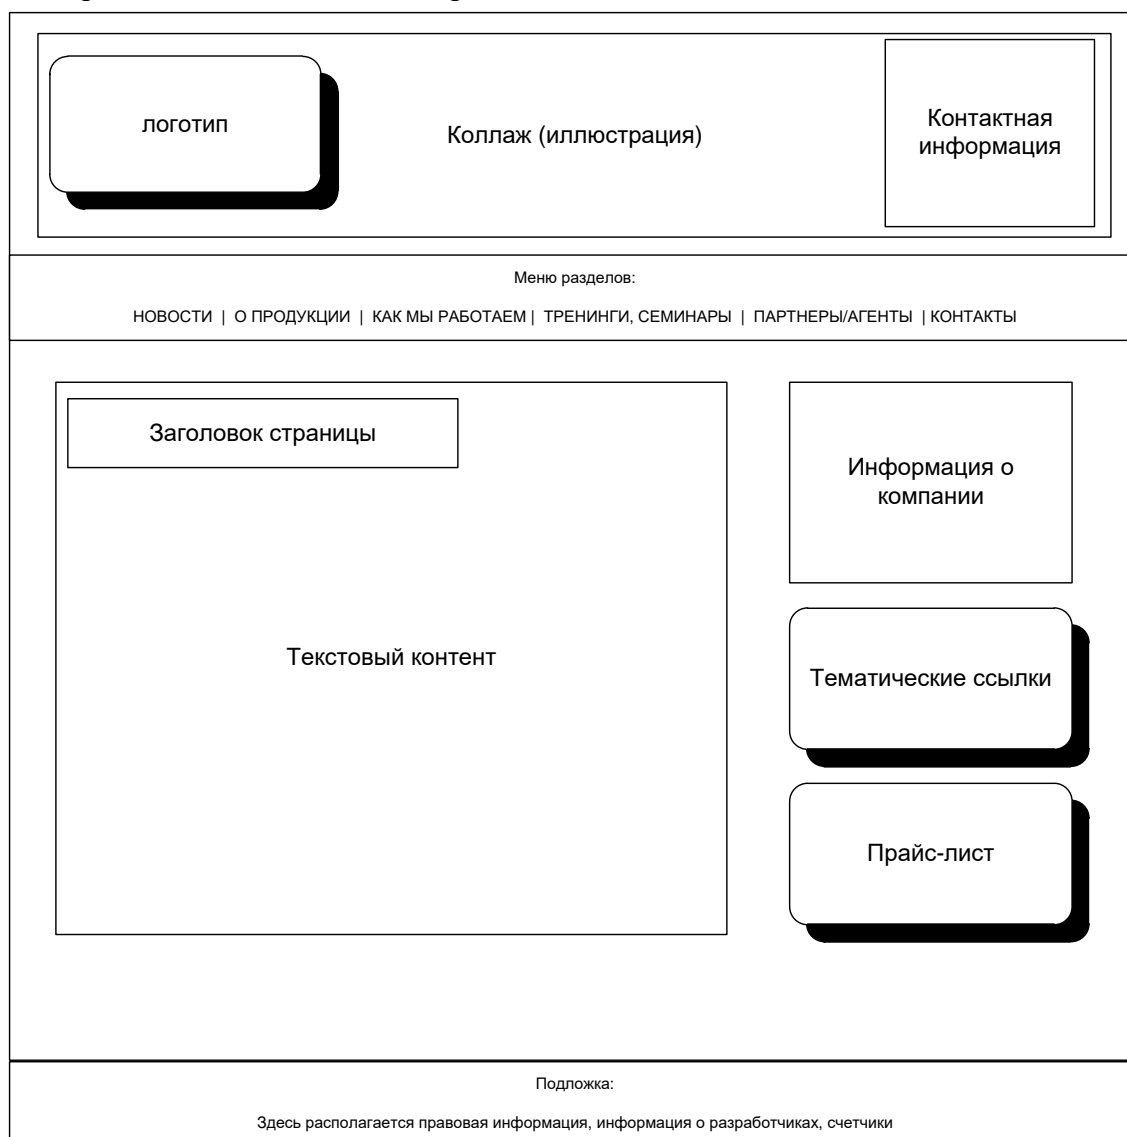 логотип
Коллаж (иллюстрация)
Контактная
информация
Меню разделов:
НОВОСТИ | О ПРОДУКЦИИ | КАК МЫ РАБОТАЕМ | ТРЕНИНГИ, СЕМИНАРЫ | ПАРТНЕРЫ/АГЕНТЫ | КОНТАКТЫ
Заголовок страницы
Текстовый контент
Информация о
компании
Тематические ссылки
Прайс-лист
Подложка:
Здесь располагается правовая информация, информация о разработчиках, счетчики